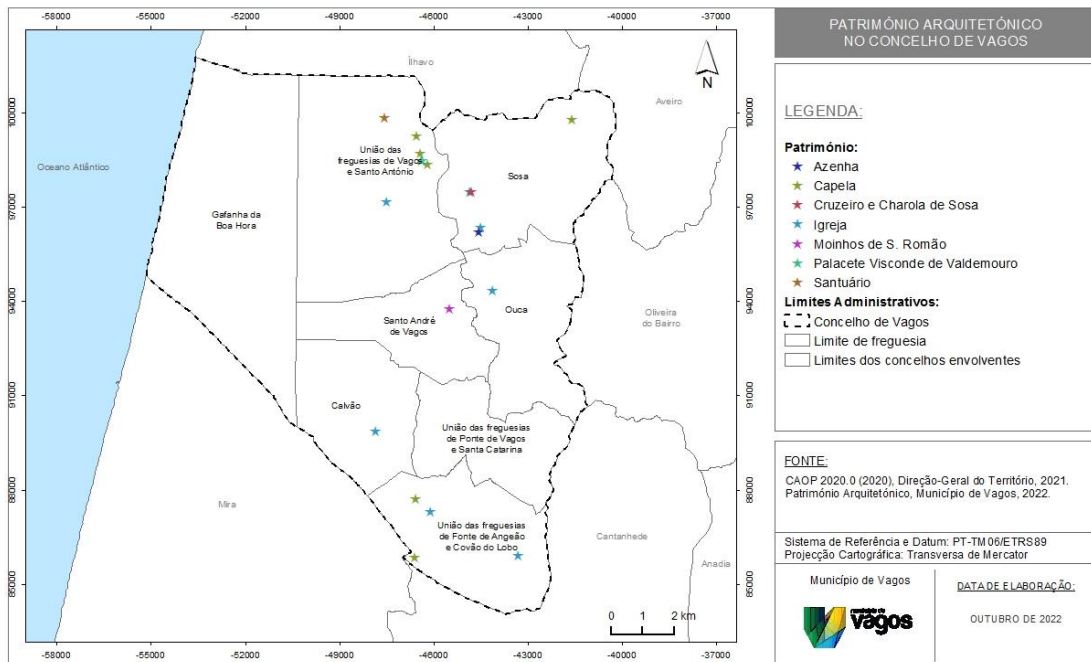 -58000 -55000 -52000 -49000 -46000 -43000 -40000 -37000
100000
97000
94000
91000
88000
85000
Ílhavo
Aveiro
Oceano Atlântico
União das
freguesias de Vagos
e Santo António
Sosa
Gafanha da
Boa Hora
Ouca
Oliveira
do Bairro
Santo André
de Vagos
Calvão
União das freguesias
de Ponte de Vagos
e Santa Catarina
Mira
União das freguesias
de Fonte de Angeão
e Covão do Lobo
Cantanhede
Anadia
N
0 1 2 km
100000
97000
94000
91000
88000
85000
-58000 -55000 -52000 -49000 -46000 -43000 -40000 -37000
PATRIMÓNIO ARQUITETÓNICO
NO CONCELHO DE VAGOS
LEGENDA:
Património:
Azenha
Capela
Cruzeiro e Charola de Sosa
Igreja
Moinhos de S. Romão
Palacete Visconde de Valdemouro
Santuário
Limites Administrativos:
Concelho de Vagos
Limite de freguesia
Limites dos concelhos envolventes
FONTE:
CAOP 2020.0 (2020), Direção-Geral do Território, 2021.
Património Arquitetónico, Município de Vagos, 2022.
Sistema de Referência e Datum: PT-TM06/ETRS89
Projecção Cartográfica: Transversa de Mercator
Município de Vagos
município de
vagos
DATA DE ELABORAÇÃO:
OUTUBRO DE 2022